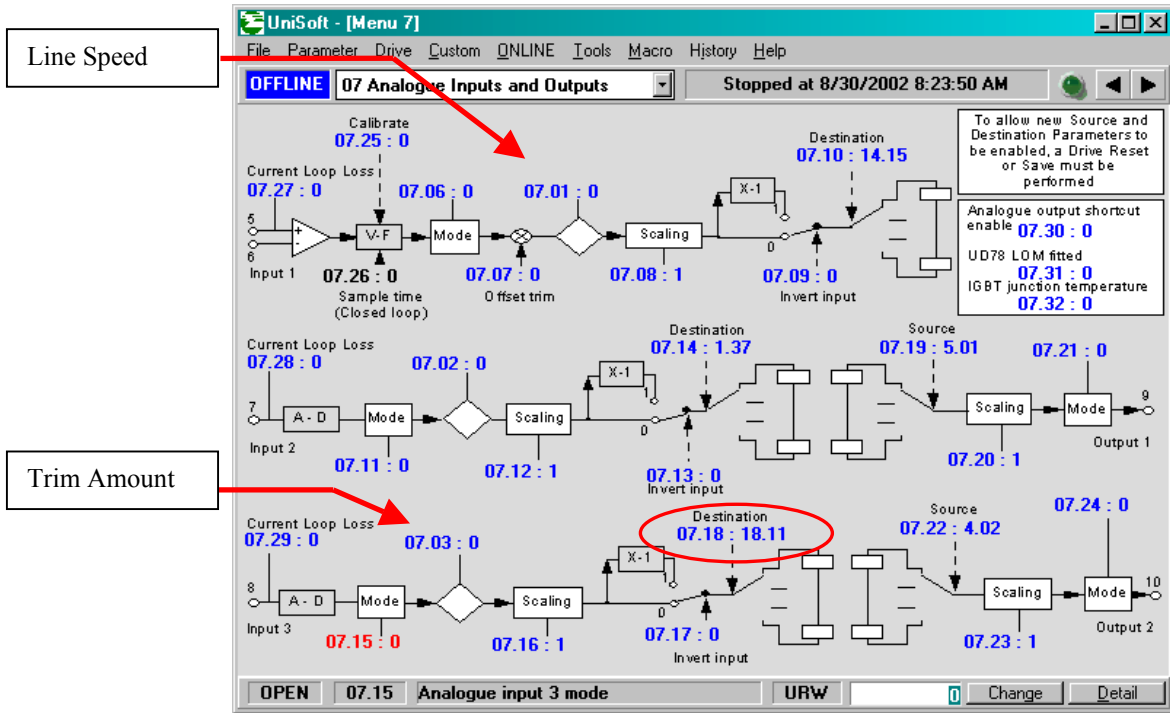 UniSoft - [Menu 7]
Line Speed
File Parameter Drive Custom ONLINE Tools Macro History Help
OFFLINE 07 Analogue Inputs and Outputs Stopped at 8/30/2002 8:23:50 AM
Calibrate
07.25 : 0
Destination
07.10 : 14.15
To allow new Source and
Destination Parameters to
be enabled, a Drive Reset
or Save must be
performed
Current Loop Loss
07.27 : 0
07.06 : 0
07.01 : 0
X-1
1
5
6
+
-
V-F
Mode
Scaling
0
Input 1
07.26 : 0
Sample time
(Closed loop)
07.07 : 0
Offset trim
07.08 : 1
07.09 : 0
Invert input
Analogue output shortcut
enable 07.30 : 0
UD78 LOM fitted
07.31 : 0
IGBT junction temperature
07.32 : 0
Current Loop Loss
07.28 : 0
07.02 : 0
Destination
07.14 : 1.37
Source
07.19 : 5.01
07.21 : 0
X-1
1
7
A - D
Mode
Scaling
0
Scaling
Mode
9
Input 2
07.11 : 0
07.12 : 1
07.13 : 0
Invert input
07.20 : 1
Output 1
Trim Amount
Current Loop Loss
07.29 : 0
07.03 : 0
Destination
07.18 : 18.11
Source
07.22 : 4.02
07.24 : 0
X-1
1
8
A - D
Mode
Scaling
0
Scaling
Mode
10
Input 3
07.15 : 0
07.16 : 1
07.17 : 0
Invert input
07.23 : 1
Output 2
OPEN 07.15 Analogue input 3 mode URW 0 Change Detail